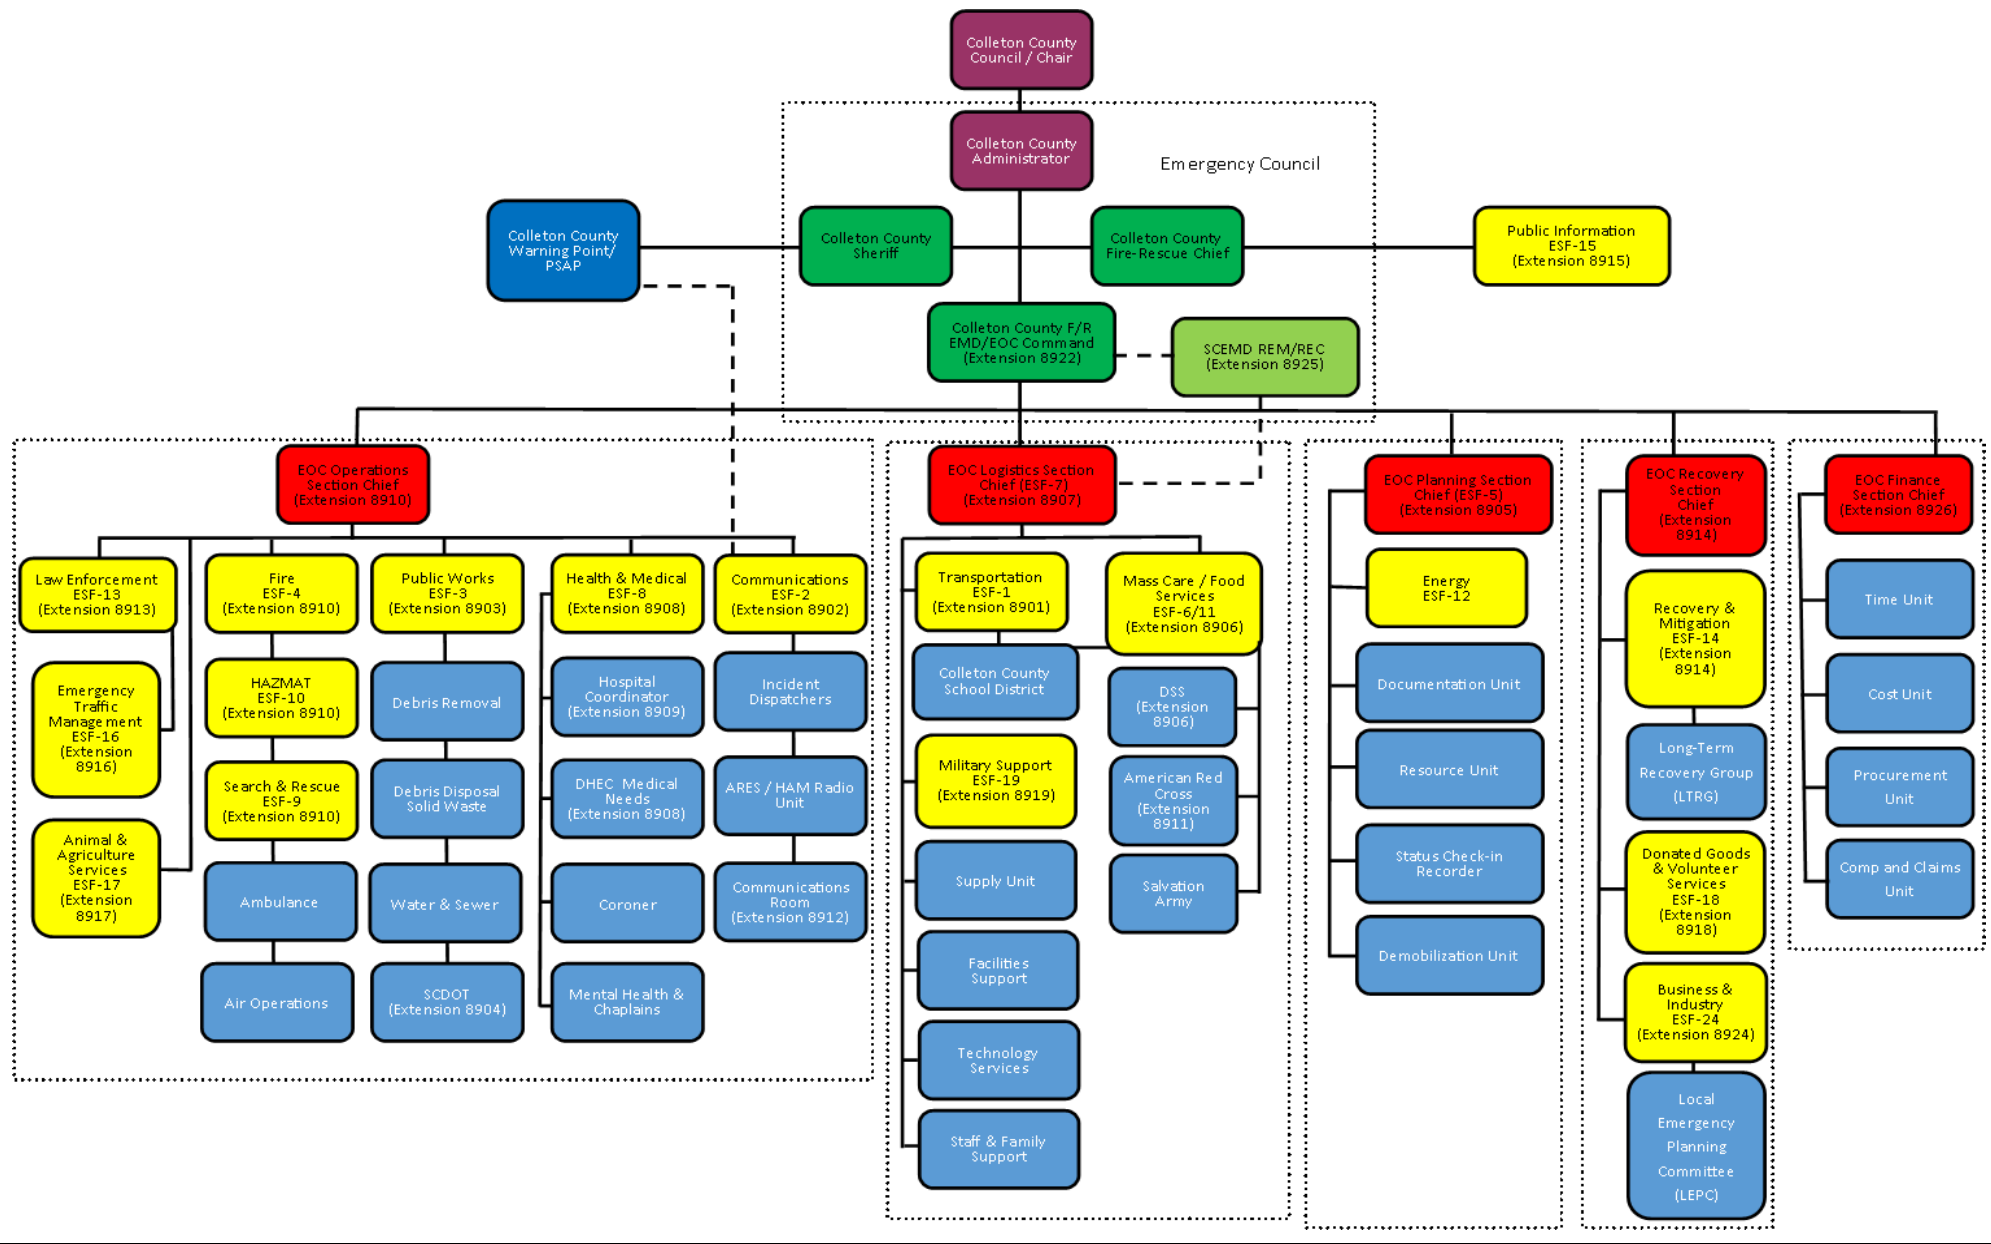 Colleton County
Council / Chair
Colleton County
Administrator
Emergency Council
Colleton County
Warning Point/
PSAP
Colleton County
Sheriff
Colleton County
Fire-Rescue Chief
Public Information
ESF-15
(Extension 8915)
Colleton County F/R
EMD/EOC Command
(Extension 8922)
SCEMD REM/REC
(Extension 8925)
EOC Operations
Section Chief
(Extension 8910)
Law Enforcement
ESF-13
(Extension 8913)
Emergency
Traffic
Management
ESF-16
(Extension
8916)
Animal &
Agriculture
Services
ESF-17
(Extension
8917)
Fire
ESF-4
(Extension 8910)
HAZMAT
ESF-10
(Extension 8910)
Search & Rescue
ESF-9
(Extension 8910)
Ambulance
Air Operations
Public Works
ESF-3
(Extension 8903)
Debris Removal
Debris Disposal
Solid Waste
Water & Sewer
SCDOT
(Extension 8904)
Health & Medical
ESF-8
(Extension 8908)
Hospital
Coordinator
(Extension 8909)
DHEC Medical
Needs
(Extension 8908)
Coroner
Mental Health &
Chaplains
Communications
ESF-2
(Extension 8902)
Incident
Dispatchers
ARES / HAM Radio
Unit
Communications
Room
(Extension 8912)
EOC Logistics Section
Chief (ESF-7)
(Extension 8907)
Transportation
ESF-1
(Extension 8901)
Colleton County
School District
Military Support
ESF-19
(Extension 8919)
Supply Unit
Facilities
Support
Technology
Services
Staff & Family
Support
Mass Care / Food
Services
ESF-6/11
(Extension 8906)
DSS
(Extension
8906)
American Red
Cross
(Extension
8911)
Salvation
Army
EOC Planning Section
Chief (ESF-5)
(Extension 8905)
Energy
ESF-12
Documentation Unit
Resource Unit
Status Check-in
Recorder
Demobilization Unit
EOC Recovery
Section
Chief
(Extension
8914)
Recovery &
Mitigation
ESF-14
(Extension
8914)
Long-Term
Recovery Group
(LTRG)
Donated Goods
& Volunteer
Services
ESF-18
(Extension
8918)
Business &
Industry
ESF-24
(Extension 8924)
Local
Emergency
Planning
Committee
(LEPC)
EOC Finance
Section Chief
(Extension 8926)
Time Unit
Cost Unit
Procurement
Unit
Comp and Claims
Unit